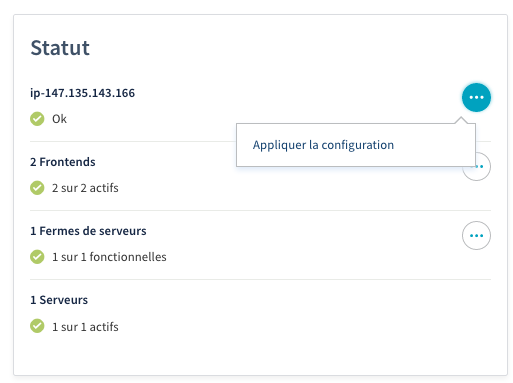 Statut
ip-147.135.143.166
Ok
Appliquer la configuration
2 Frontends
2 sur 2 actifs
1 Fermes de serveurs
1 sur 1 fonctionnelles
1 Serveurs
1 sur 1 actifs